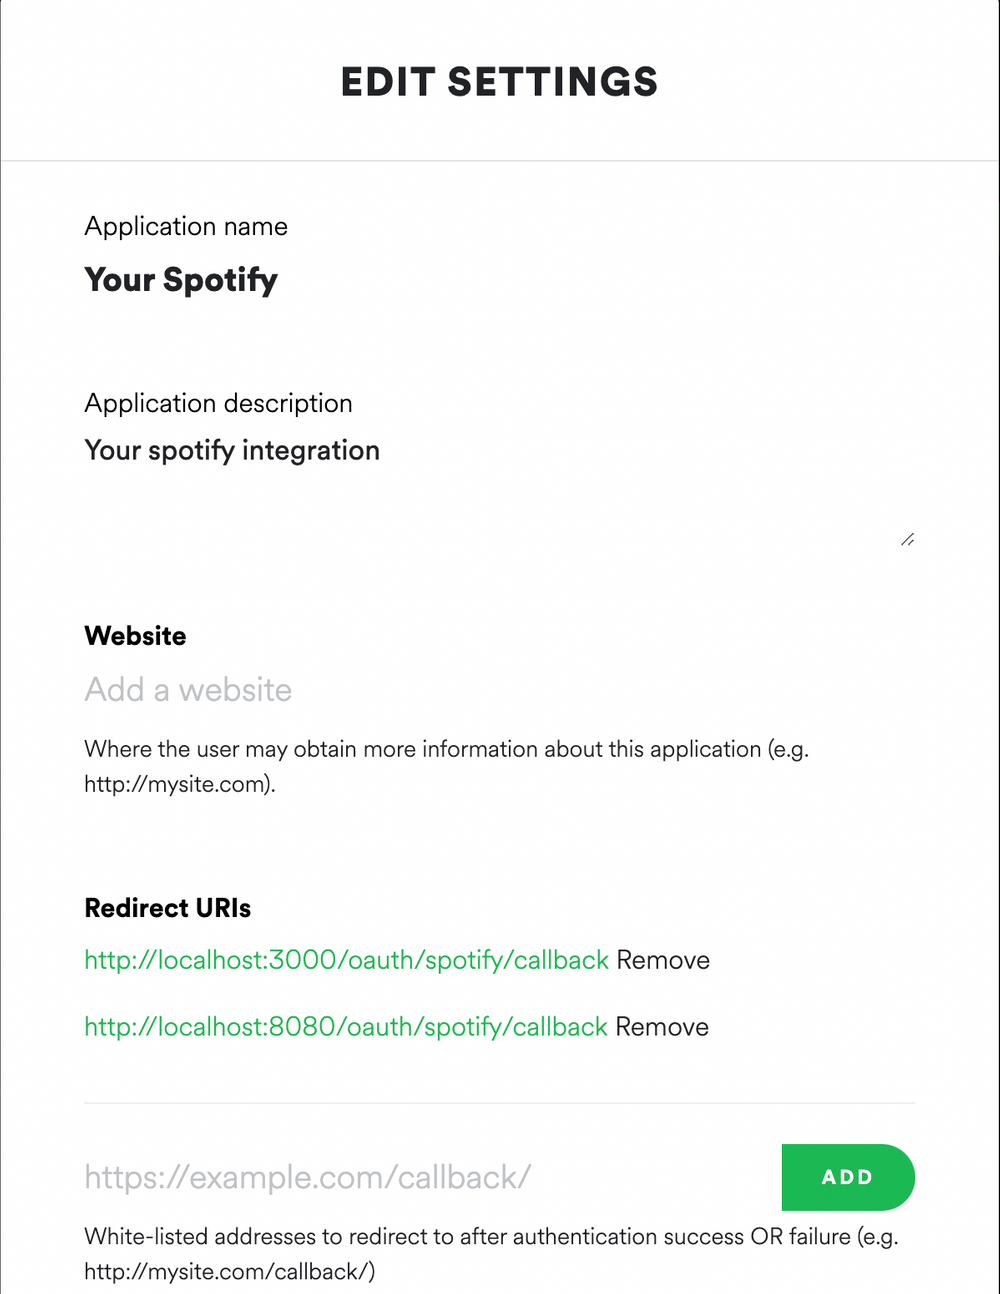 EDIT SETTINGS
Application name
Your Spotify
Application description
Your spotify integration
Website
Add a website
Where the user may obtain more information about this application (e.g.
http://mysite.com).
Redirect URIs
http://localhost:3000/oauth/spotify/callback Remove
http://localhost:8080/oauth/spotify/callback Remove
https://example.com/callback/
ADD
White-listed addresses to redirect to after authentication success OR failure (e.g.
http://mysite.com/callback/)